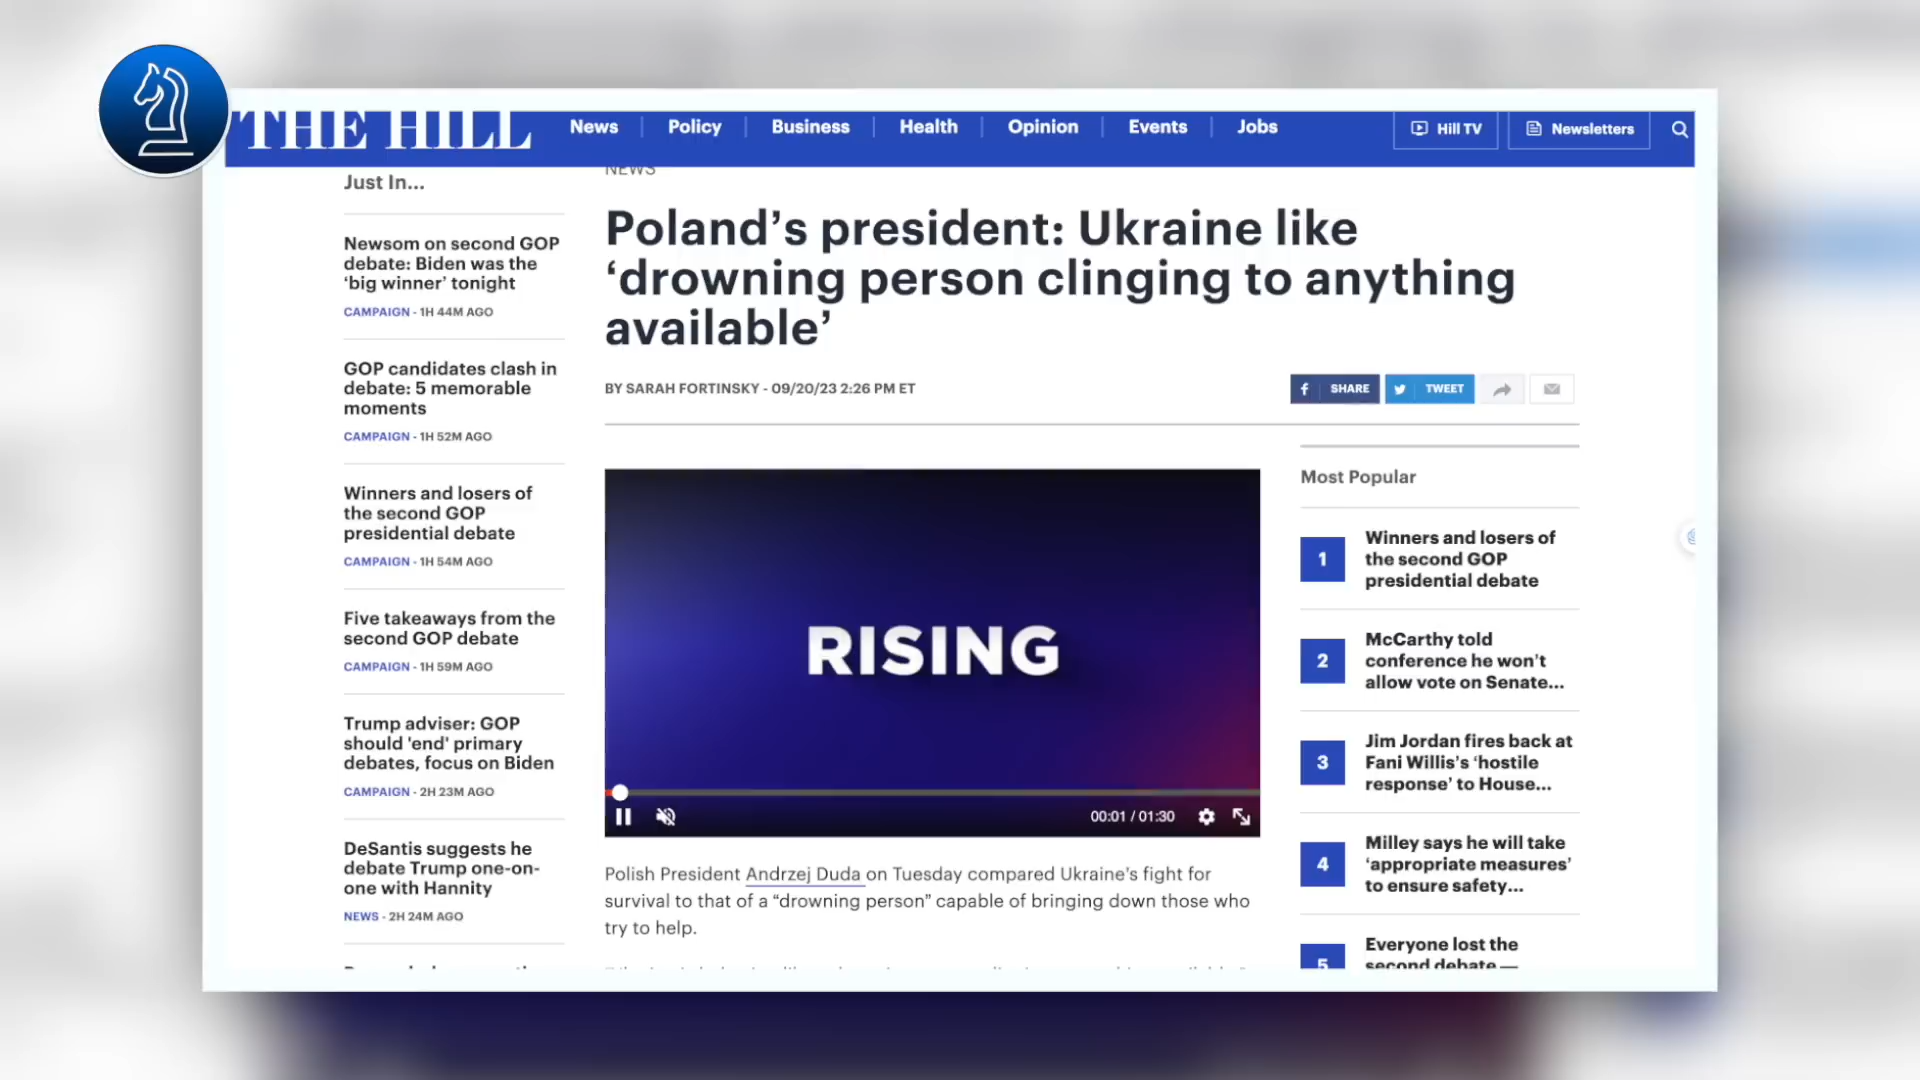 THE HILL
News
Policy
Business
Health
Opinion
Events
Jobs
Hill TV
Newsletters
Just In...
Newsom on second GOP
debate: Biden was the
‘big winner’ tonight
CAMPAIGN - 1H 44M AGO
GOP candidates clash in
debate: 5 memorable
moments
CAMPAIGN - 1H 52M AGO
Winners and losers of
the second GOP
presidential debate
CAMPAIGN - 1H 54M AGO
Five takeaways from the
second GOP debate
CAMPAIGN - 1H 59M AGO
Trump adviser: GOP
should 'end' primary
debates, focus on Biden
CAMPAIGN - 2H 23M AGO
DeSantis suggests he
debate Trump one-on-
one with Hannity
NEWS - 2H 24M AGO
NEWS
Poland’s president: Ukraine like
‘drowning person clinging to anything
available’
BY SARAH FORTINSKY - 09/20/23 2:26 PM ET
SHARE
TWEET
RISING
00:01 / 01:30
Polish President Andrzej Duda on Tuesday compared Ukraine’s fight for
survival to that of a “drowning person” capable of bringing down those who
try to help.
Most Popular
1
Winners and losers of
the second GOP
presidential debate
2
McCarthy told
conference he won’t
allow vote on Senate...
3
Jim Jordan fires back at
Fani Willis’s ‘hostile
response’ to House...
4
Milley says he will take
‘appropriate measures’
to ensure safety...
5
Everyone lost the
second debate —